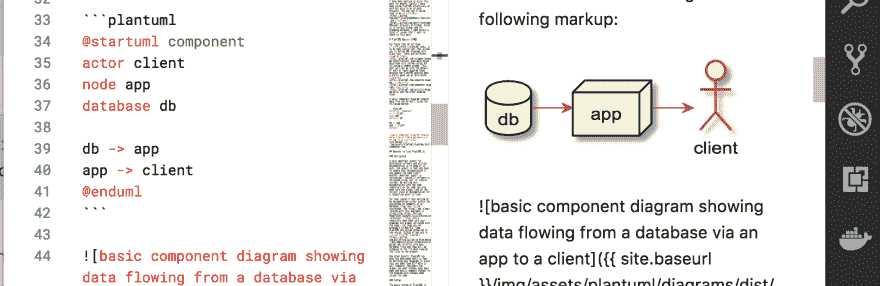 32
33 ```plantuml
34 @startuml component
35 actor client
36 node app
37 database db
38
39 db -> app
40 app -> client
41 @enduml
42 ```
43
44 ![basic component diagram showing
data flowing from a database via
following markup:
db
app
client
![basic component diagram showing
data flowing from a database via an
app to a client]({{ site.baseurl
}}/img/assets/plantuml/diagrams/dist/